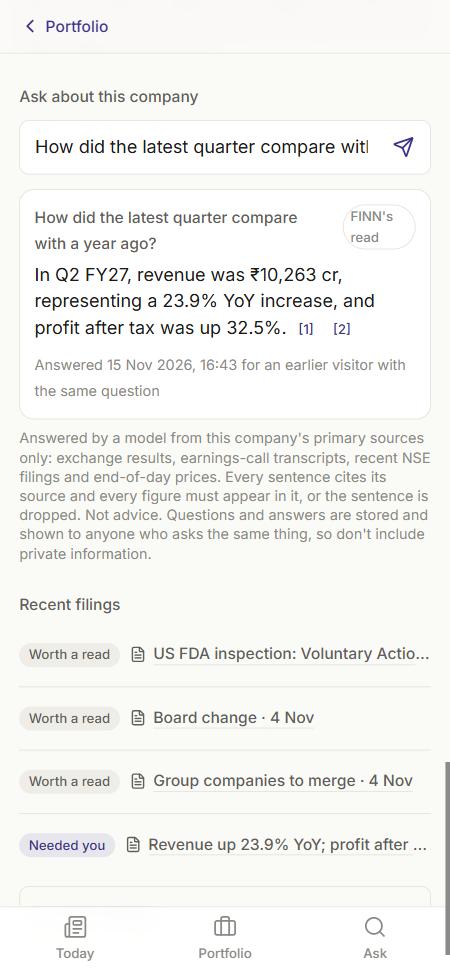 Portfolio
Ask about this company
How did the latest quarter compare with
How did the latest quarter compare
with a year ago?
FINN's
read
In Q2 FY27, revenue was ₹10,263 cr,
representing a 23.9% YoY increase, and
profit after tax was up 32.5%. [1] [2]
Answered 15 Nov 2026, 16:43 for an earlier visitor with
the same question
Answered by a model from this company's primary sources
only: exchange results, earnings-call transcripts, recent NSE
filings and end-of-day prices. Every sentence cites its
source and every figure must appear in it, or the sentence is
dropped. Not advice. Questions and answers are stored and
shown to anyone who asks the same thing, so don't include
private information.
Recent filings
Worth a read US FDA inspection: Voluntary Actio...
Worth a read Board change · 4 Nov
Worth a read Group companies to merge · 4 Nov
Needed you Revenue up 23.9% YoY; profit after ...
Today Portfolio Ask